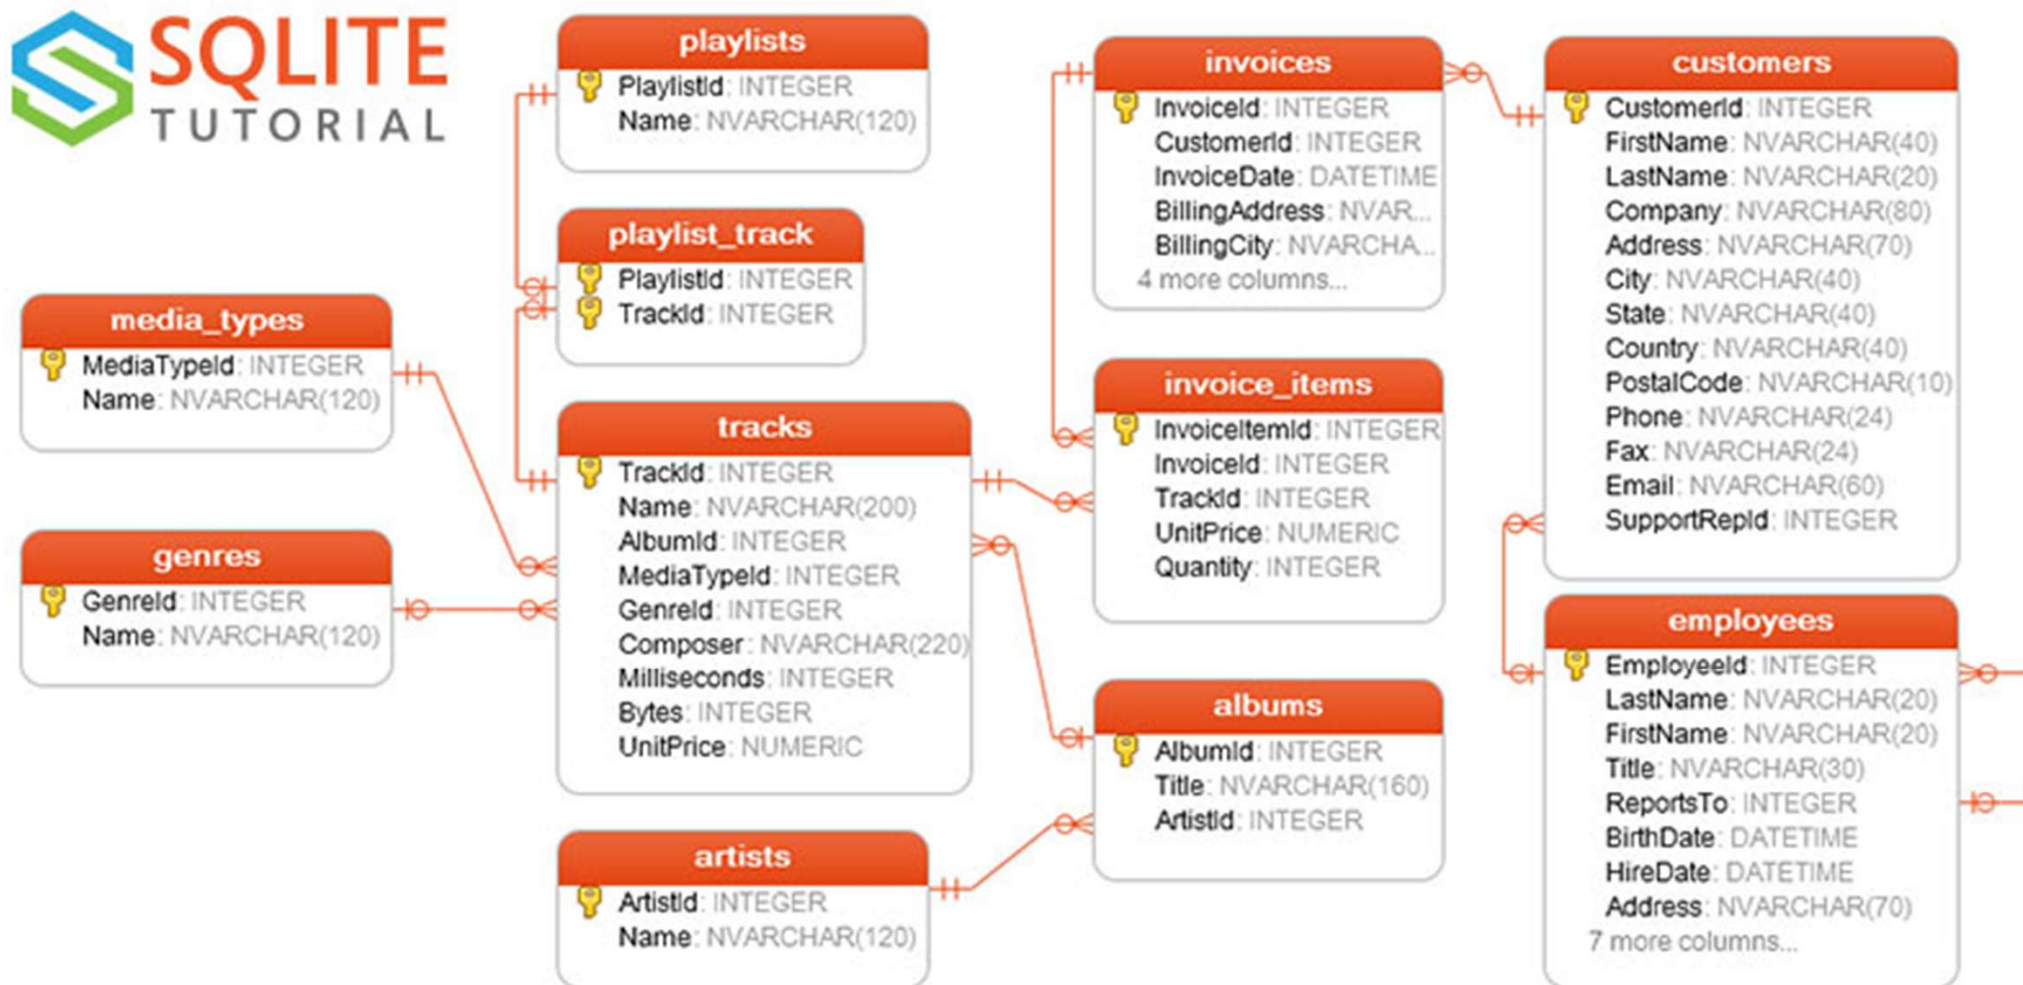 SQLITE
TUTORIAL
playlists
PlaylistId: INTEGER
Name: NVARCHAR(120)
playlist_track
PlaylistId: INTEGER
TrackId: INTEGER
media_types
MediaTypeId: INTEGER
Name: NVARCHAR(120)
genres
GenreId: INTEGER
Name: NVARCHAR(120)
tracks
TrackId: INTEGER
Name: NVARCHAR(200)
AlbumId: INTEGER
MediaTypeId: INTEGER
GenreId: INTEGER
Composer: NVARCHAR(220)
Milliseconds: INTEGER
Bytes: INTEGER
UnitPrice: NUMERIC
artists
ArtistId: INTEGER
Name: NVARCHAR(120)
invoices
InvoiceId: INTEGER
CustomerId: INTEGER
InvoiceDate: DATETIME
BillingAddress: NVAR...
BillingCity: NVARCHA...
4 more columns...
invoice_items
InvoiceItemId: INTEGER
InvoiceId: INTEGER
TrackId: INTEGER
UnitPrice: NUMERIC
Quantity: INTEGER
albums
AlbumId: INTEGER
Title: NVARCHAR(160)
ArtistId: INTEGER
customers
CustomerId: INTEGER
FirstName: NVARCHAR(40)
LastName: NVARCHAR(20)
Company: NVARCHAR(80)
Address: NVARCHAR(70)
City: NVARCHAR(40)
State: NVARCHAR(40)
Country: NVARCHAR(40)
PostalCode: NVARCHAR(10)
Phone: NVARCHAR(24)
Fax: NVARCHAR(24)
Email: NVARCHAR(60)
SupportRepId: INTEGER
employees
EmployeeId: INTEGER
LastName: NVARCHAR(20)
FirstName: NVARCHAR(20)
Title: NVARCHAR(30)
ReportsTo: INTEGER
BirthDate: DATETIME
HireDate: DATETIME
Address: NVARCHAR(70)
7 more columns...